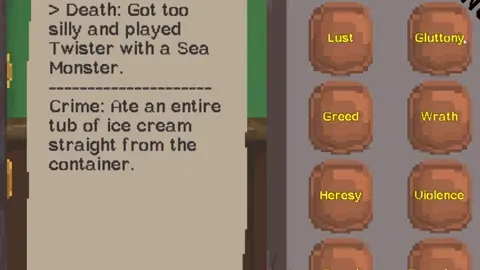 > Death: Got too
silly and played
Twister with a Sea
Monster.
---------------------
Crime: Ate an entire
tub of ice cream
straight from the
container.
Lust
Gluttony
Greed
Wrath
Heresy
Violence